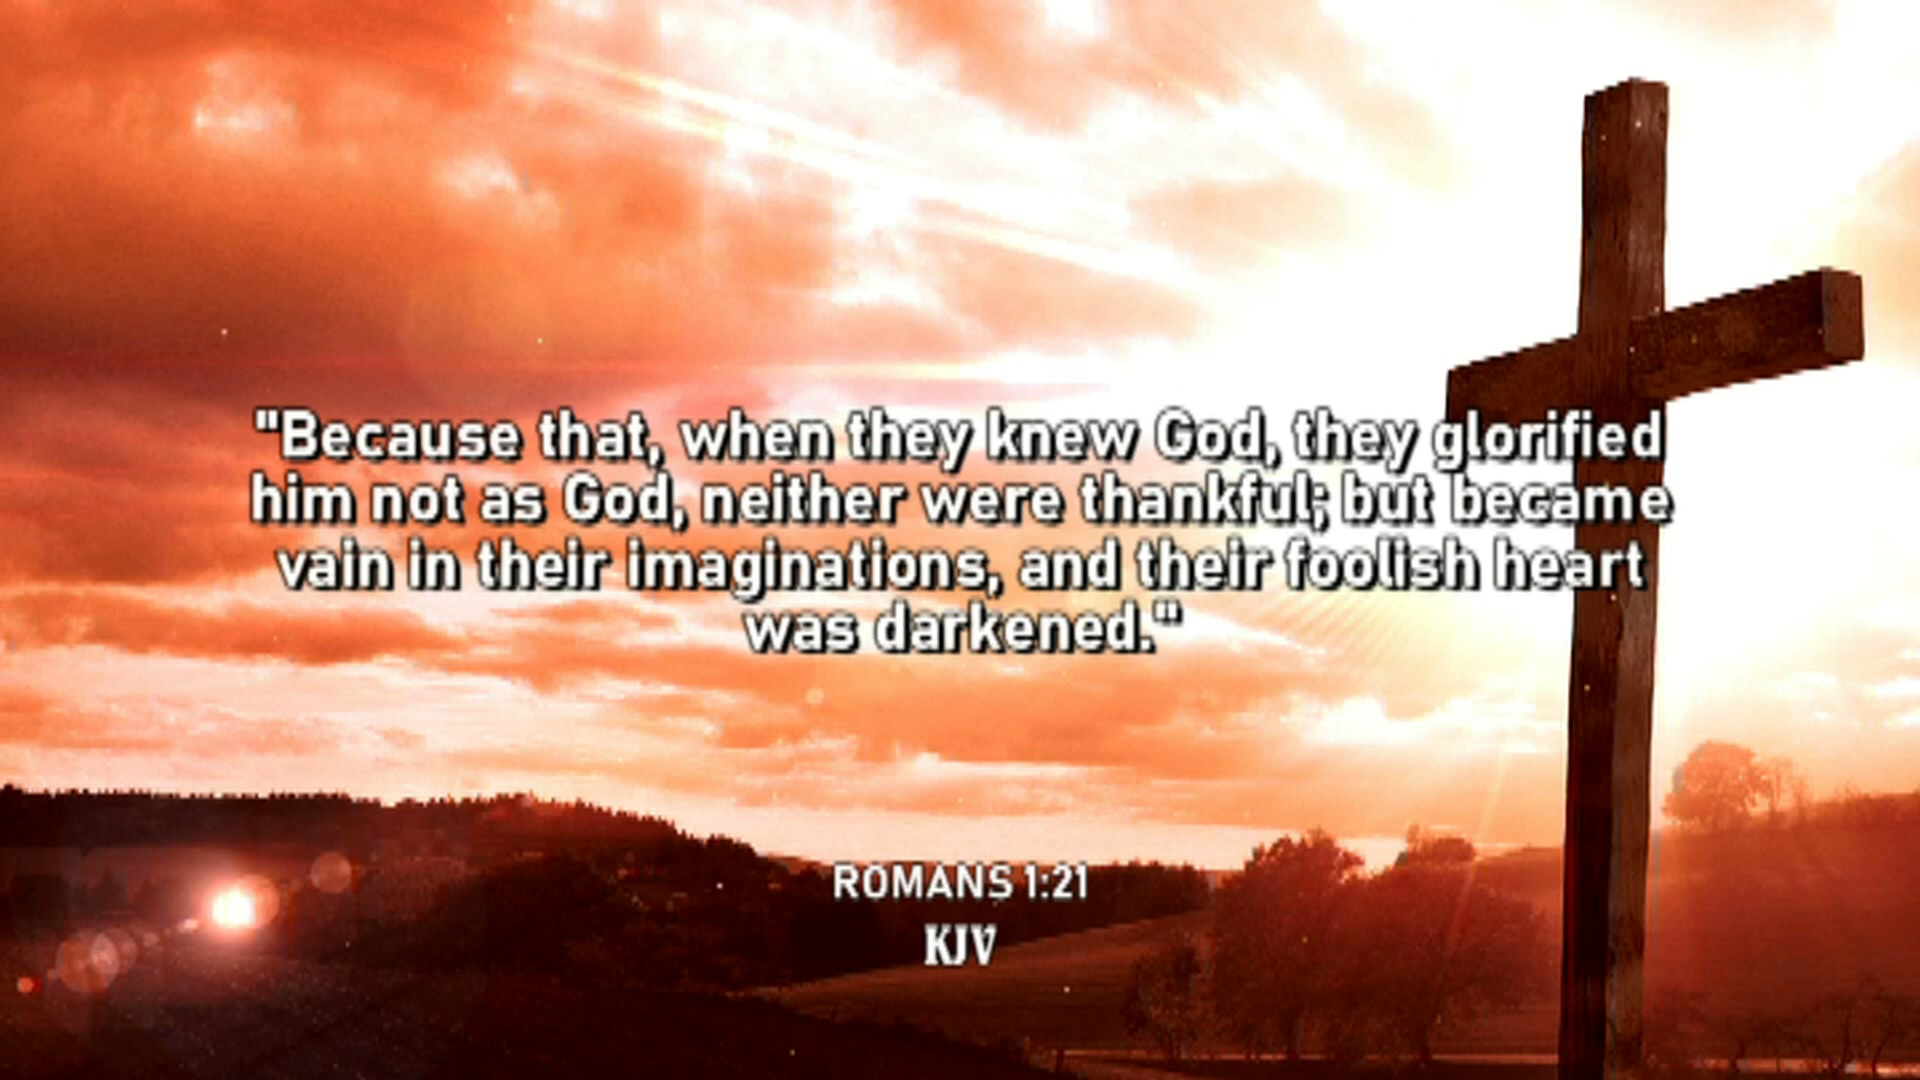 "Because that, when they knew God, they glorified
him not as God, neither were thankful; but became
vain in their imaginations, and their foolish heart
was darkened."
ROMANS 1:21
KJV